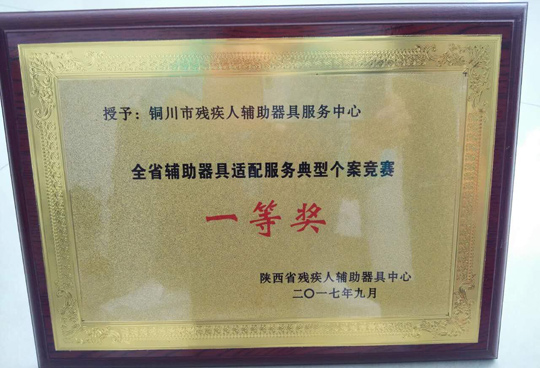 授予：铜川市残疾人辅助器具服务中心
全省辅助器具适配服务典型个案竞赛
一等奖
陕西省残疾人辅助器具中心
二〇一七年九月